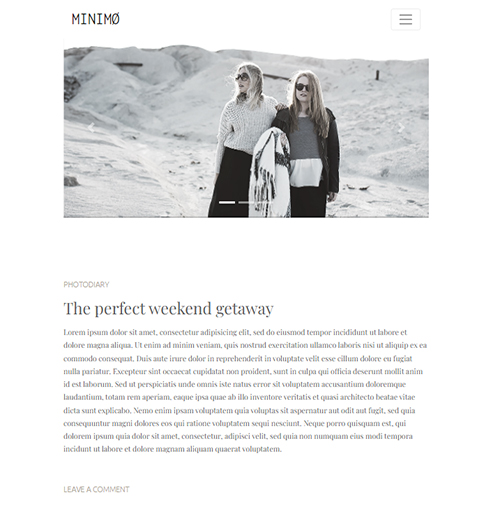 MINIMØ
PHOTODIARY
The perfect weekend getaway
Lorem ipsum dolor sit amet, consectetur adipisicing elit, sed do eiusmod tempor incididunt ut labore et
dolore magna aliqua. Ut enim ad minim veniam, quis nostrud exercitation ullamco laboris nisi ut aliquip ex ea
commodo consequat. Duis aute irure dolor in reprehenderit in voluptate velit esse cillum dolore eu fugiat
nulla pariatur. Excepteur sint occaecat cupidatat non proident, sunt in culpa qui officia deserunt mollit anim
id est laborum. Sed ut perspiciatis unde omnis iste natus error sit voluptatem accusantium doloremque
laudantium, totam rem aperiam, eaque ipsa quae ab illo inventore veritatis et quasi architecto beatae vitae
dicta sunt explicabo. Nemo enim ipsam voluptatem quia voluptas sit aspernatur aut odit aut fugit, sed quia
consequuntur magni dolores eos qui ratione voluptatem sequi nesciunt. Neque porro quisquam est, qui
dolorem ipsum quia dolor sit amet, consectetur, adipisci velit, sed quia non numquam eius modi tempora
incidunt ut labore et dolore magnam aliquam quaerat voluptatem.
LEAVE A COMMENT